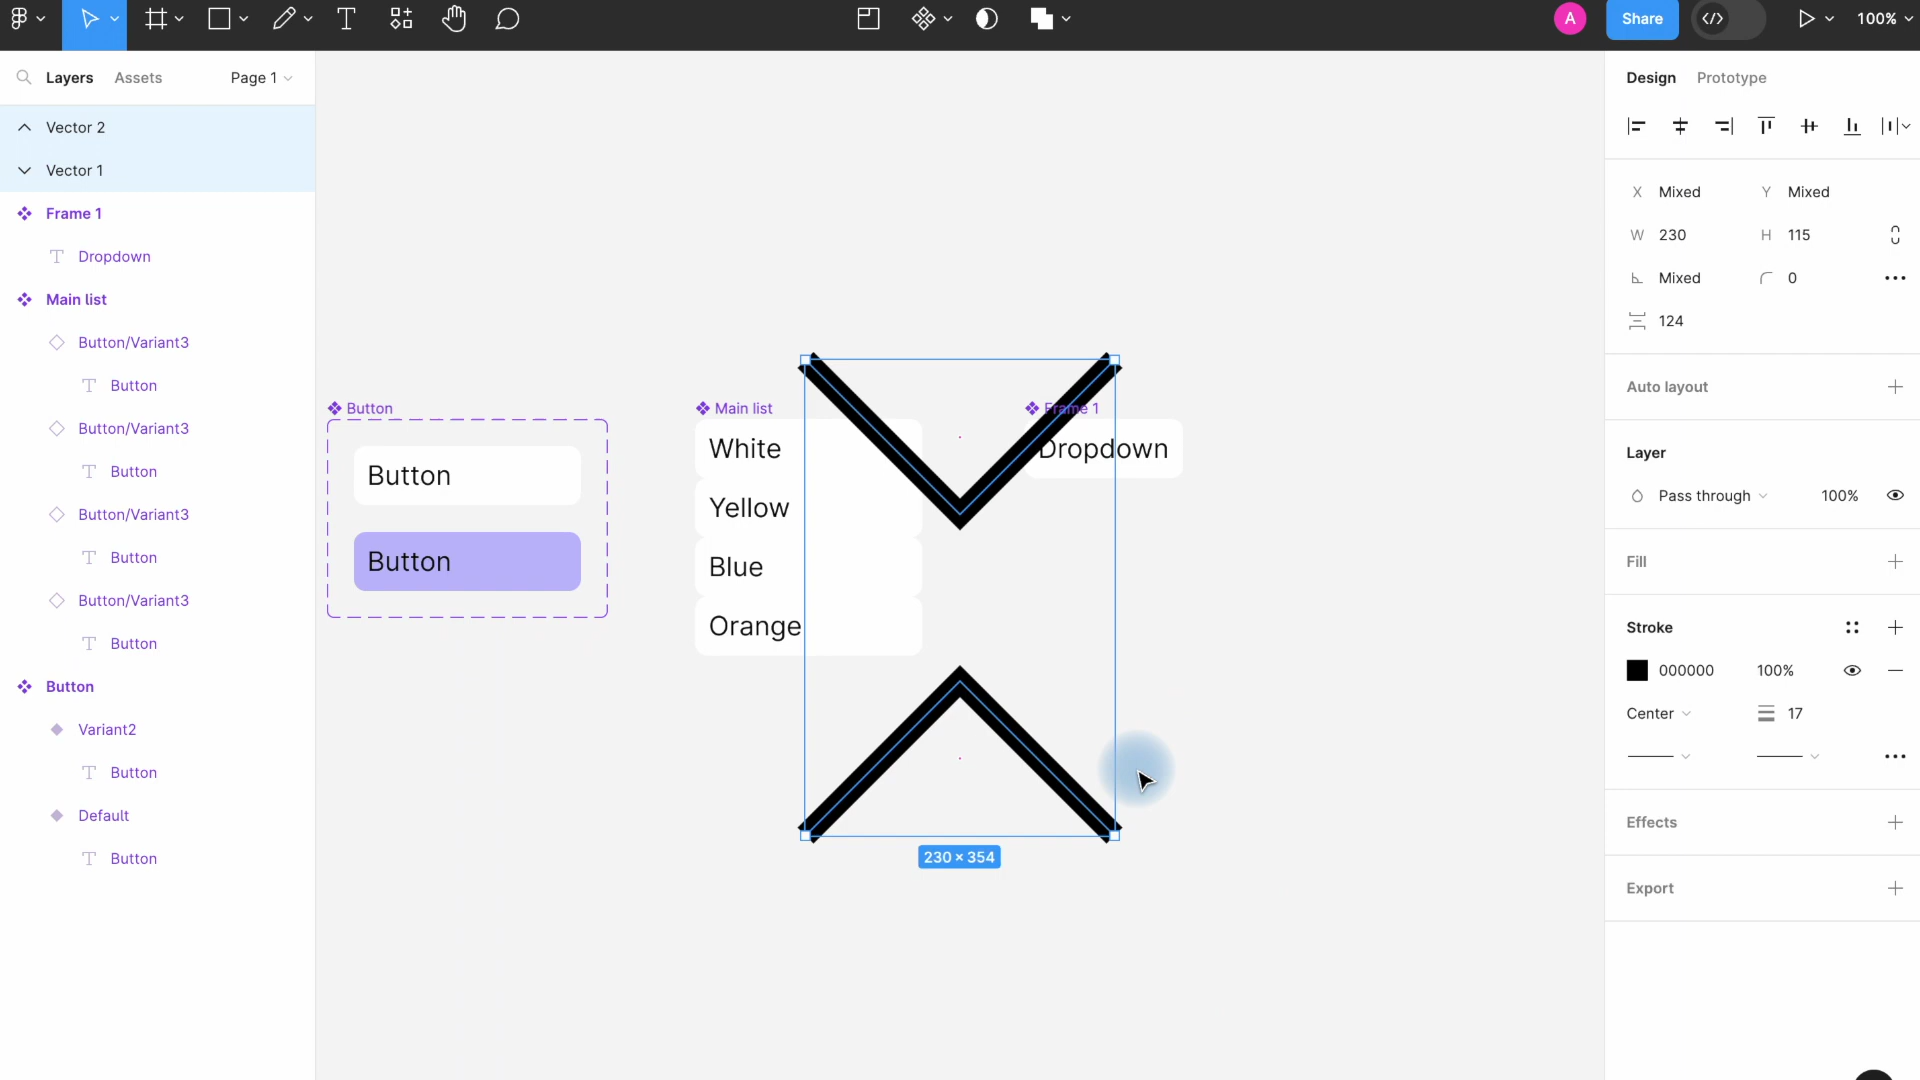 A
Share
100%
Layers
Assets
Page 1
Design
Prototype
Vector 2
Vector 1
Frame 1
Dropdown
Main list
Button/Variant3
Button
Button/Variant3
Button
Button/Variant3
Button
Button/Variant3
Button
Button
Variant2
Button
Default
Button
Button
Button
Button
Main list
White
Yellow
Blue
Orange
Frame 1
Dropdown
230 × 354
X Mixed
Y Mixed
W 230
H 115
Mixed
0
124
Auto layout
Layer
Pass through
100%
Fill
Stroke
000000
100%
Center
17
Effects
Export